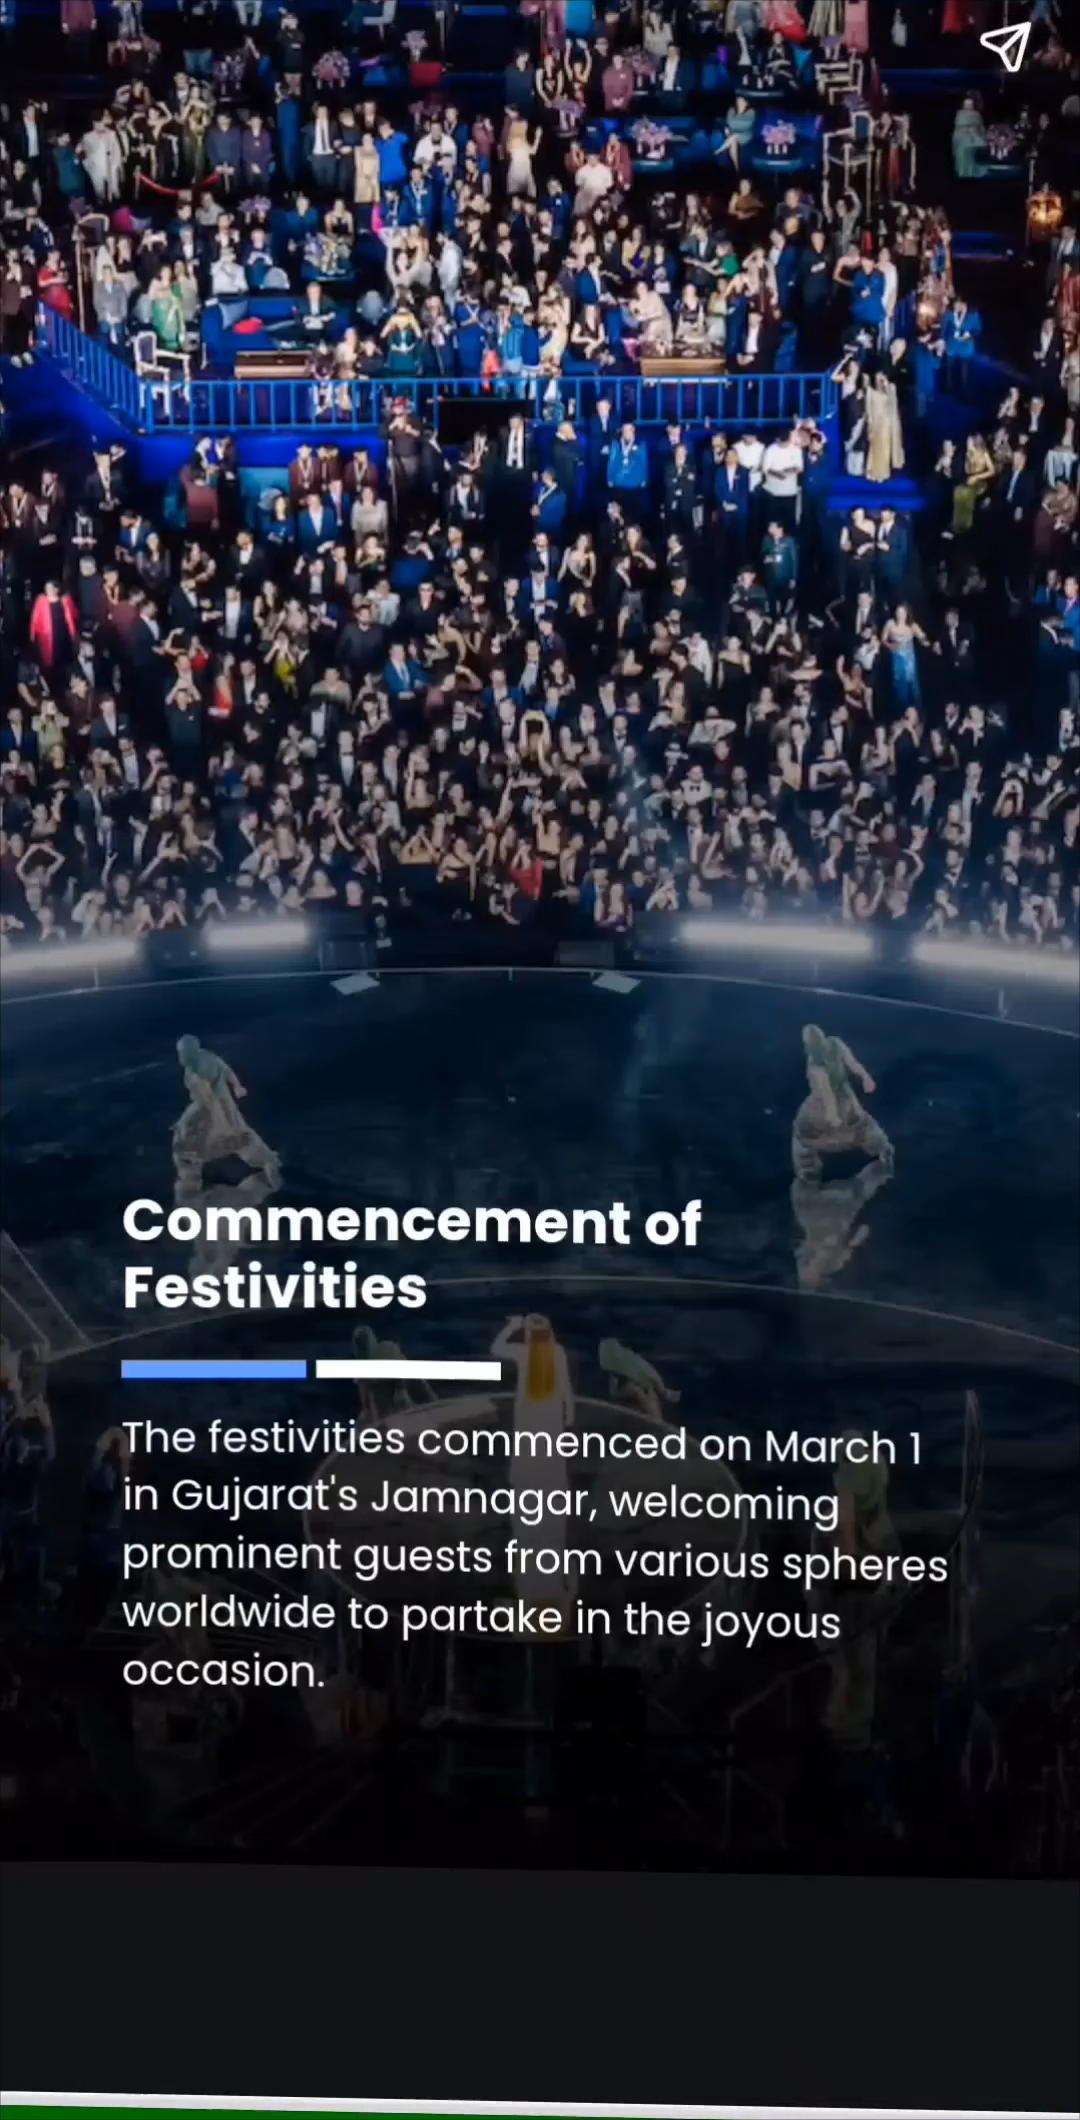 Commencement of
Festivities
The festivities commenced on March 1
in Gujarat's Jamnagar, welcoming
prominent guests from various spheres
worldwide to partake in the joyous
occasion.